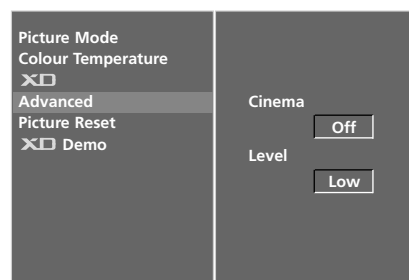 Picture Mode
Colour Temperature
XD
Advanced
Picture Reset
XD Demo
Cinema
Off
Level
Low